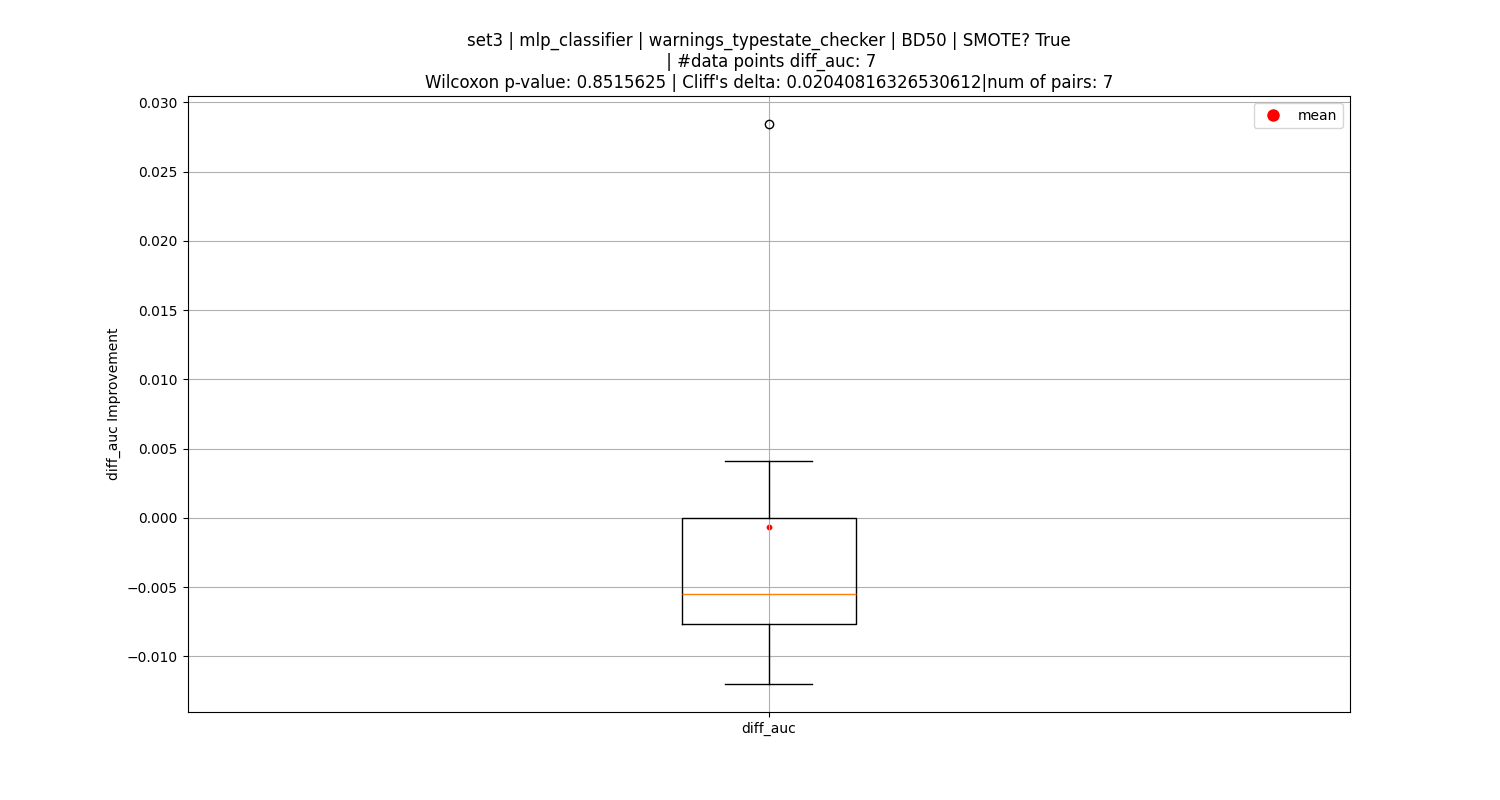 set3 | mlp_classifier | warnings_typestate_checker | BD50 | SMOTE? True
| #data points diff_auc: 7
Wilcoxon p-value: 0.8515625 | Cliff's delta: 0.02040816326530612|num of pairs: 7
mean
0.030
0.025
0.020
0.015
0.010
0.005
0.000
−0.005
−0.010
diff_auc Improvement
diff_auc